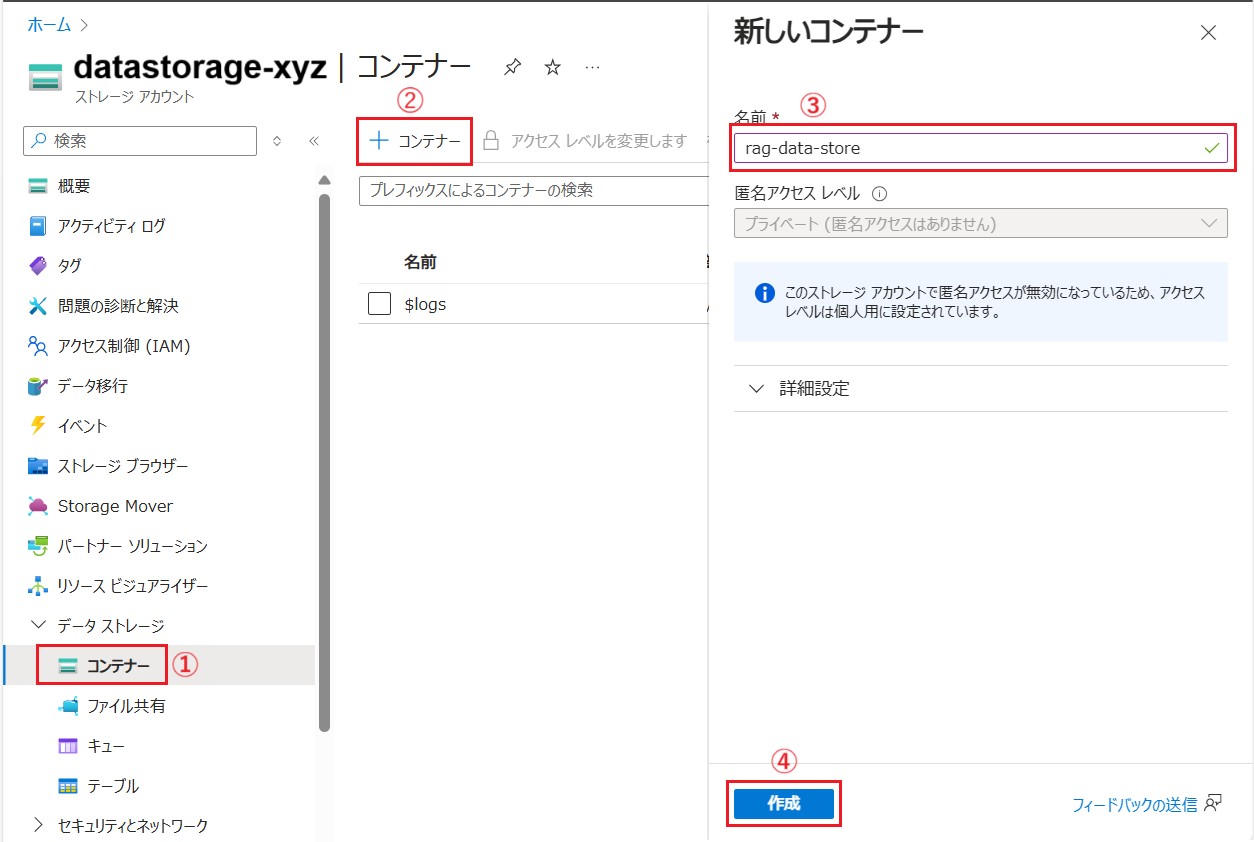 ホーム
datastorage-xyz | コンテナー
ストレージ アカウント
検索
概要
アクティビティ ログ
タグ
問題の診断と解決
アクセス制御 (IAM)
データ移行
イベント
ストレージ ブラウザー
Storage Mover
パートナー ソリューション
リソース ビジュアライザー
データ ストレージ
コンテナー ①
ファイル共有
キュー
テーブル
セキュリティとネットワーク
②
コンテナー アクセス レベルを変更します
プレフィックスによるコンテナーの検索
名前
$logs
新しいコンテナー
名前 * ③
rag-data-store
匿名アクセス レベル
プライベート (匿名アクセスはありません)
このストレージ アカウントで匿名アクセスが無効になっているため、アクセス
レベルは個人用に設定されています。
詳細設定
④
作成
フィードバックの送信